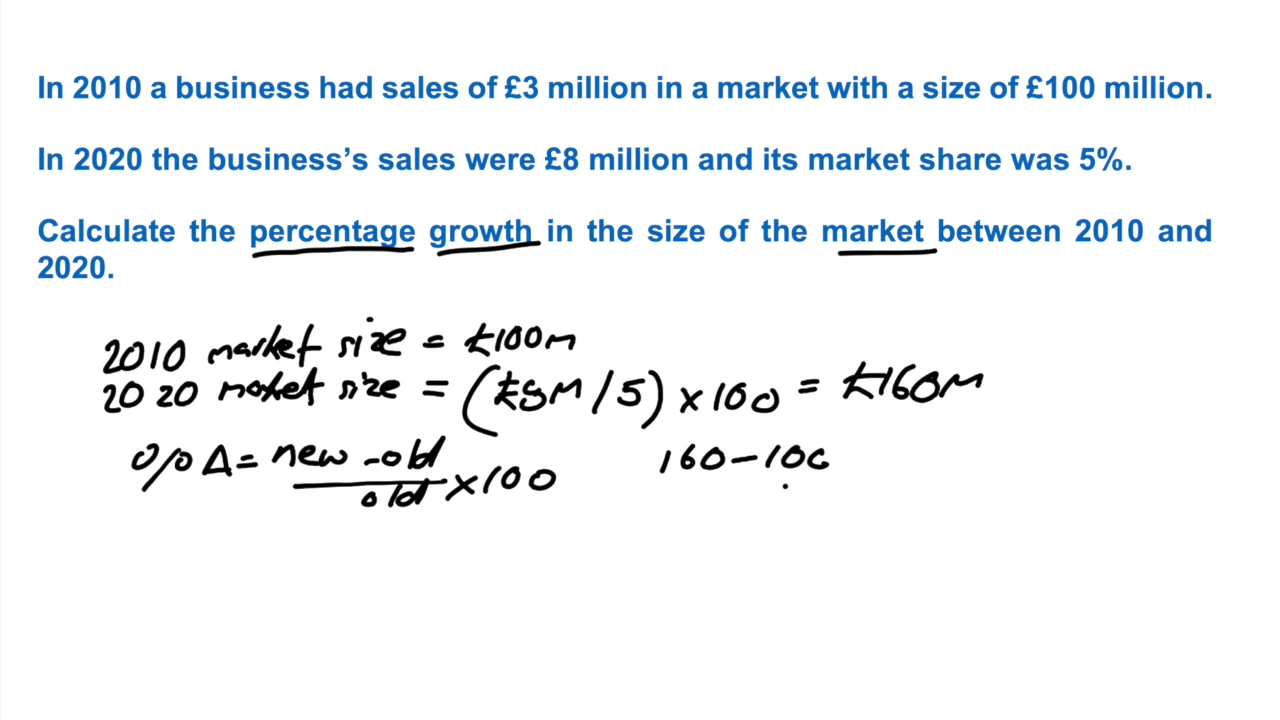 In 2010 a business had sales of £3 million in a market with a size of £100 million.
In 2020 the business’s sales were £8 million and its market share was 5%.
Calculate the percentage growth in the size of the market between 2010 and
2020.
2010 market size = £100m
2020 market size = (£8M / 5) x 100 = £160M
% Δ = new - old
old x 100
160 - 100